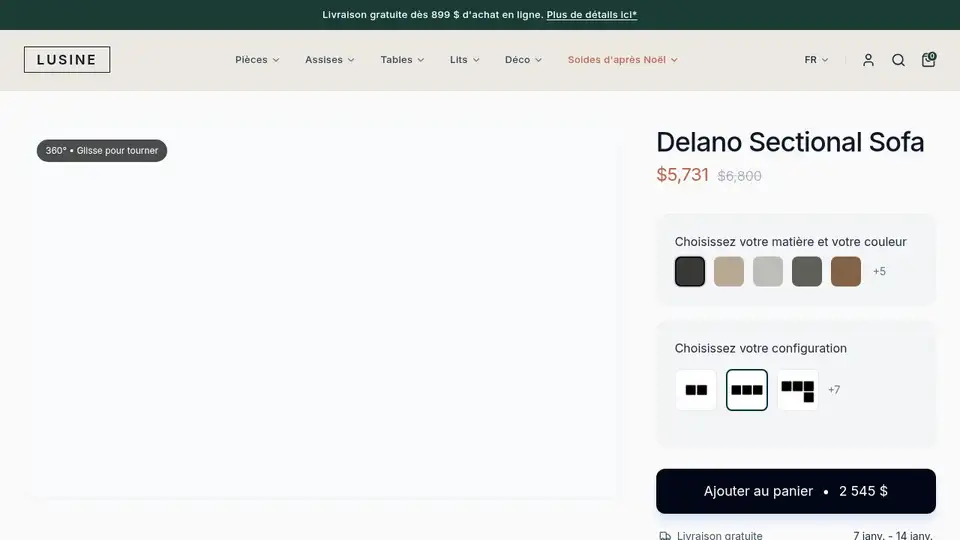 Livraison gratuite dès 899 $ d'achat en ligne. Plus de détails ici*
LUSINE
Pièces
Assises
Tables
Lits
Déco
Soldes d'après Noël
FR
0
360° • Glisse pour tourner
Delano Sectional Sofa
$5,731 $6,800
Choisissez votre matière et votre couleur
+5
Choisissez votre configuration
+7
Ajouter au panier • 2 545 $
Livraison gratuite
7 janv. - 14 janv.